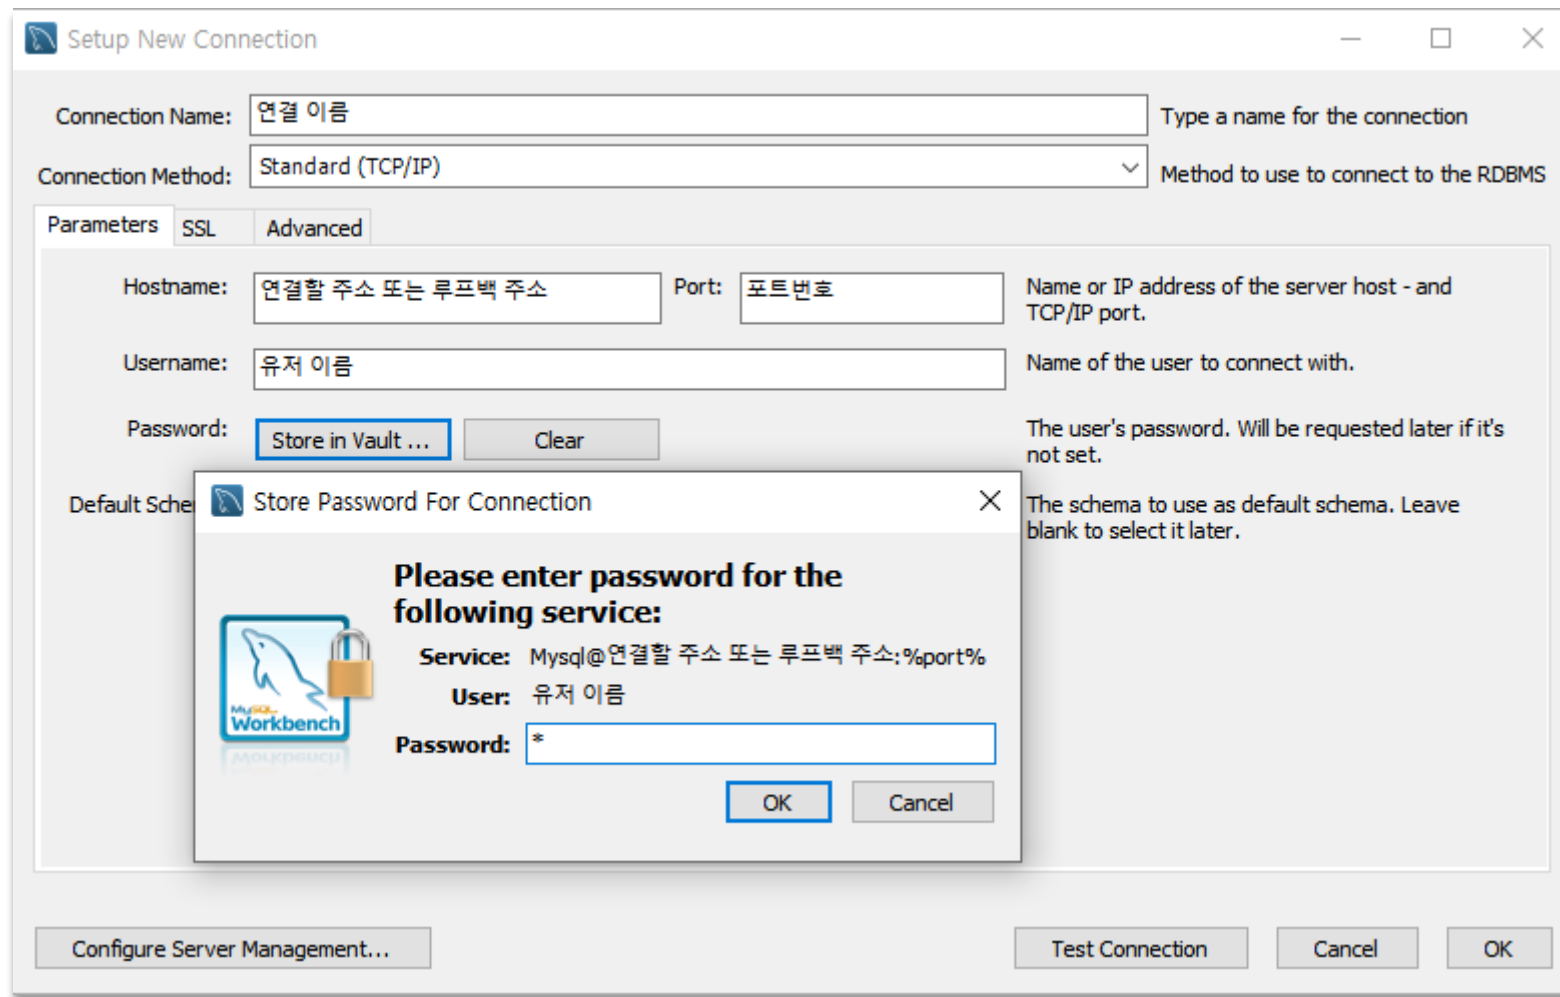 Setup New Connection
Connection Name: 연결 이름 Type a name for the connection
Connection Method: Standard (TCP/IP) Method to use to connect to the RDBMS
Parameters SSL Advanced
Hostname: 연결할 주소 또는 루프백 주소 Port: 포트번호 Name or IP address of the server host - and
TCP/IP port.
Username: 유저 이름 Name of the user to connect with.
Password: Store in Vault ... Clear The user's password. Will be requested later if it's
not set.
Default Sche The schema to use as default schema. Leave
blank to select it later.
Store Password For Connection
Please enter password for the
following service:
Service: Mysql@연결할 주소 또는 루프백 주소:%port%
User: 유저 이름
Password: *
MySQL
Workbench
OK Cancel
Configure Server Management... Test Connection Cancel OK